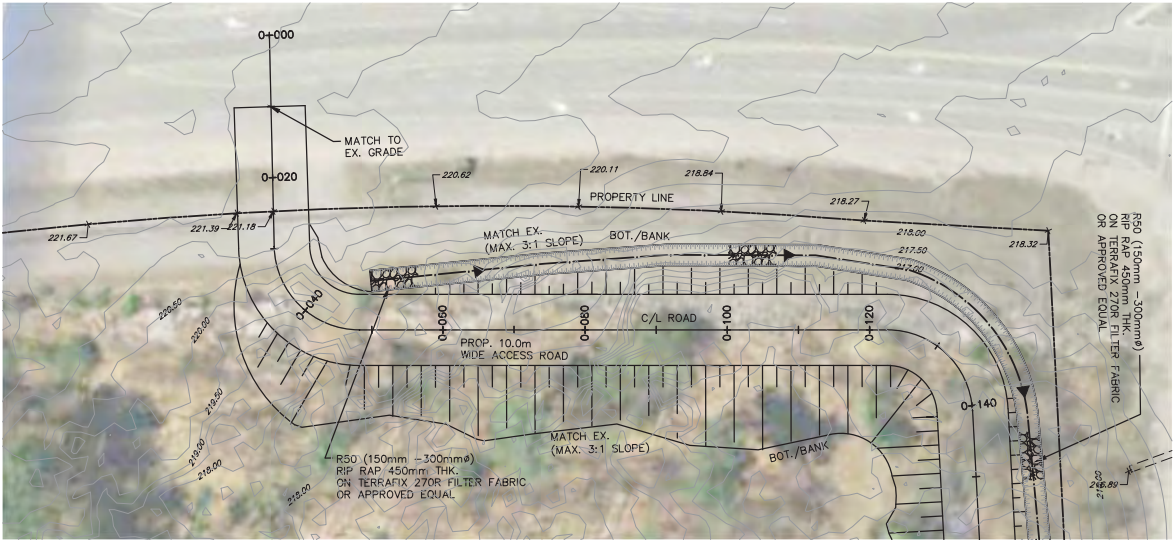 0+000
MATCH TO
EX. GRADE
0+020
220.62
220.11
218.84
PROPERTY LINE
218.27
221.67
221.39
221.18
218.00
218.32
MATCH EX.
(MAX. 3:1 SLOPE)
BOT./BANK
217.50
217.00
R50 (150mm -300mmø)
RIP RAP 450mm THK.
ON TERRAFIX 270R FILTER FABRIC
OR APPROVED EQUAL
220.50
220.00
219.50
219.00
218.00
218.00
0+040
0+060
0+080
0+100
0+120
0+140
C/L ROAD
PROP. 10.0m
WIDE ACCESS ROAD
MATCH EX.
(MAX. 3:1 SLOPE)
BOT./BANK
R50 (150mm -300mmø)
RIP RAP 450mm THK.
ON TERRAFIX 270R FILTER FABRIC
OR APPROVED EQUAL